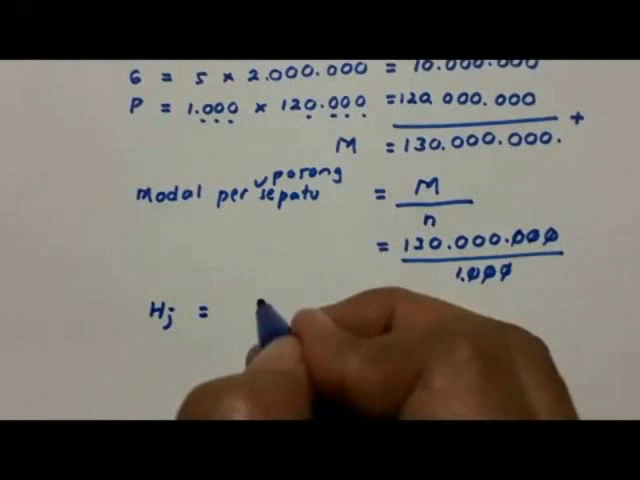 G = 5 × 2.000.000 = 10.000.000
P = 1.000 × 120.000 = 120.000.000
+
M = 130.000.000.
pasang
Modal per sepatu = M
n
= 130.000.000
1.000
Hj =